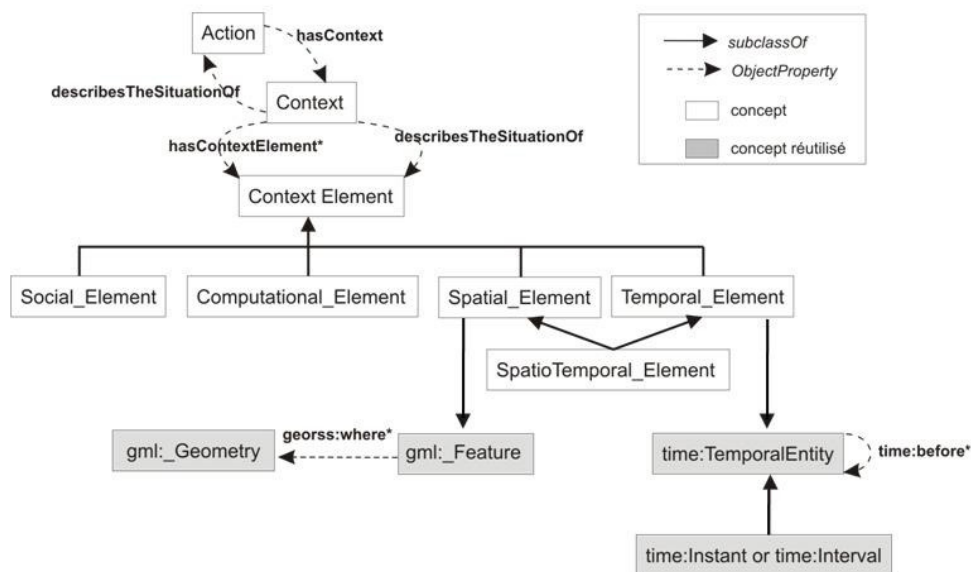 Action
hasContext
subclassOf
ObjectProperty
describesTheSituationOf
Context
concept
hasContextElement*
describesTheSituationOf
concept réutilisé
Context Element
Social_Element
Computational_Element
Spatial_Element
Temporal_Element
SpatioTemporal_Element
georss:where*
gml:_Geometry
gml:_Feature
time:TemporalEntity
time:before*
time:Instant or time:Interval